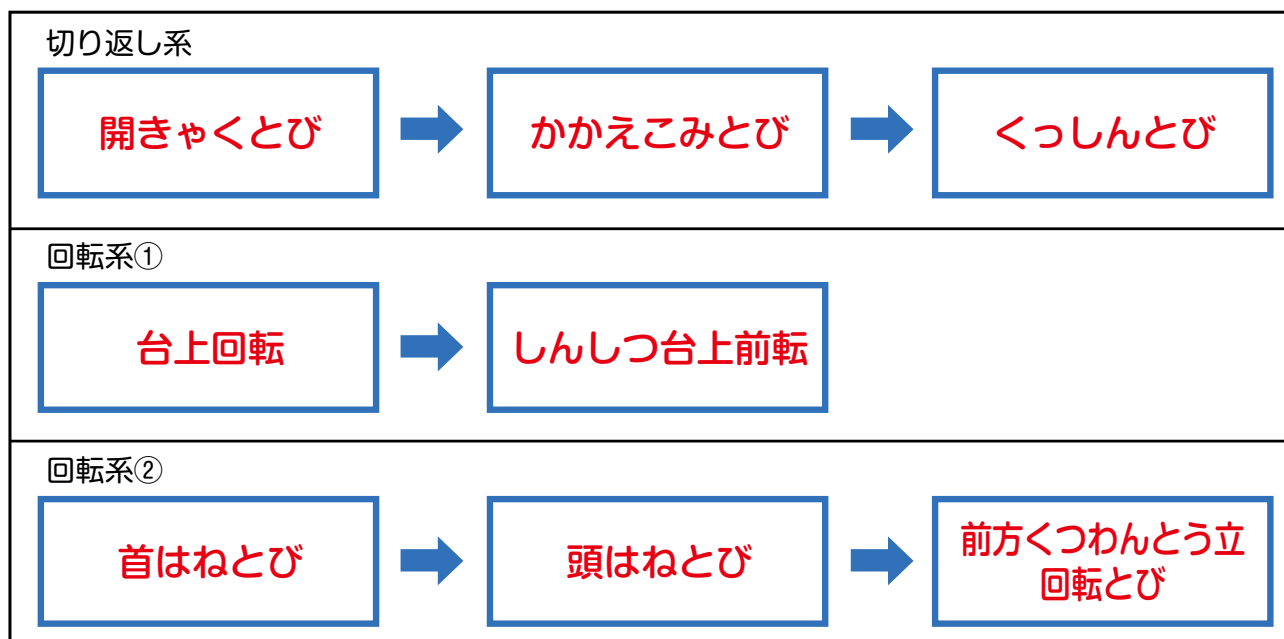 切り返し系
開きゃくとび
かかえこみとび
くっしんとび
回転系①
台上回転
しんしつ台上前転
回転系②
首はねとび
頭はねとび
前方くつわんとう立
回転とび